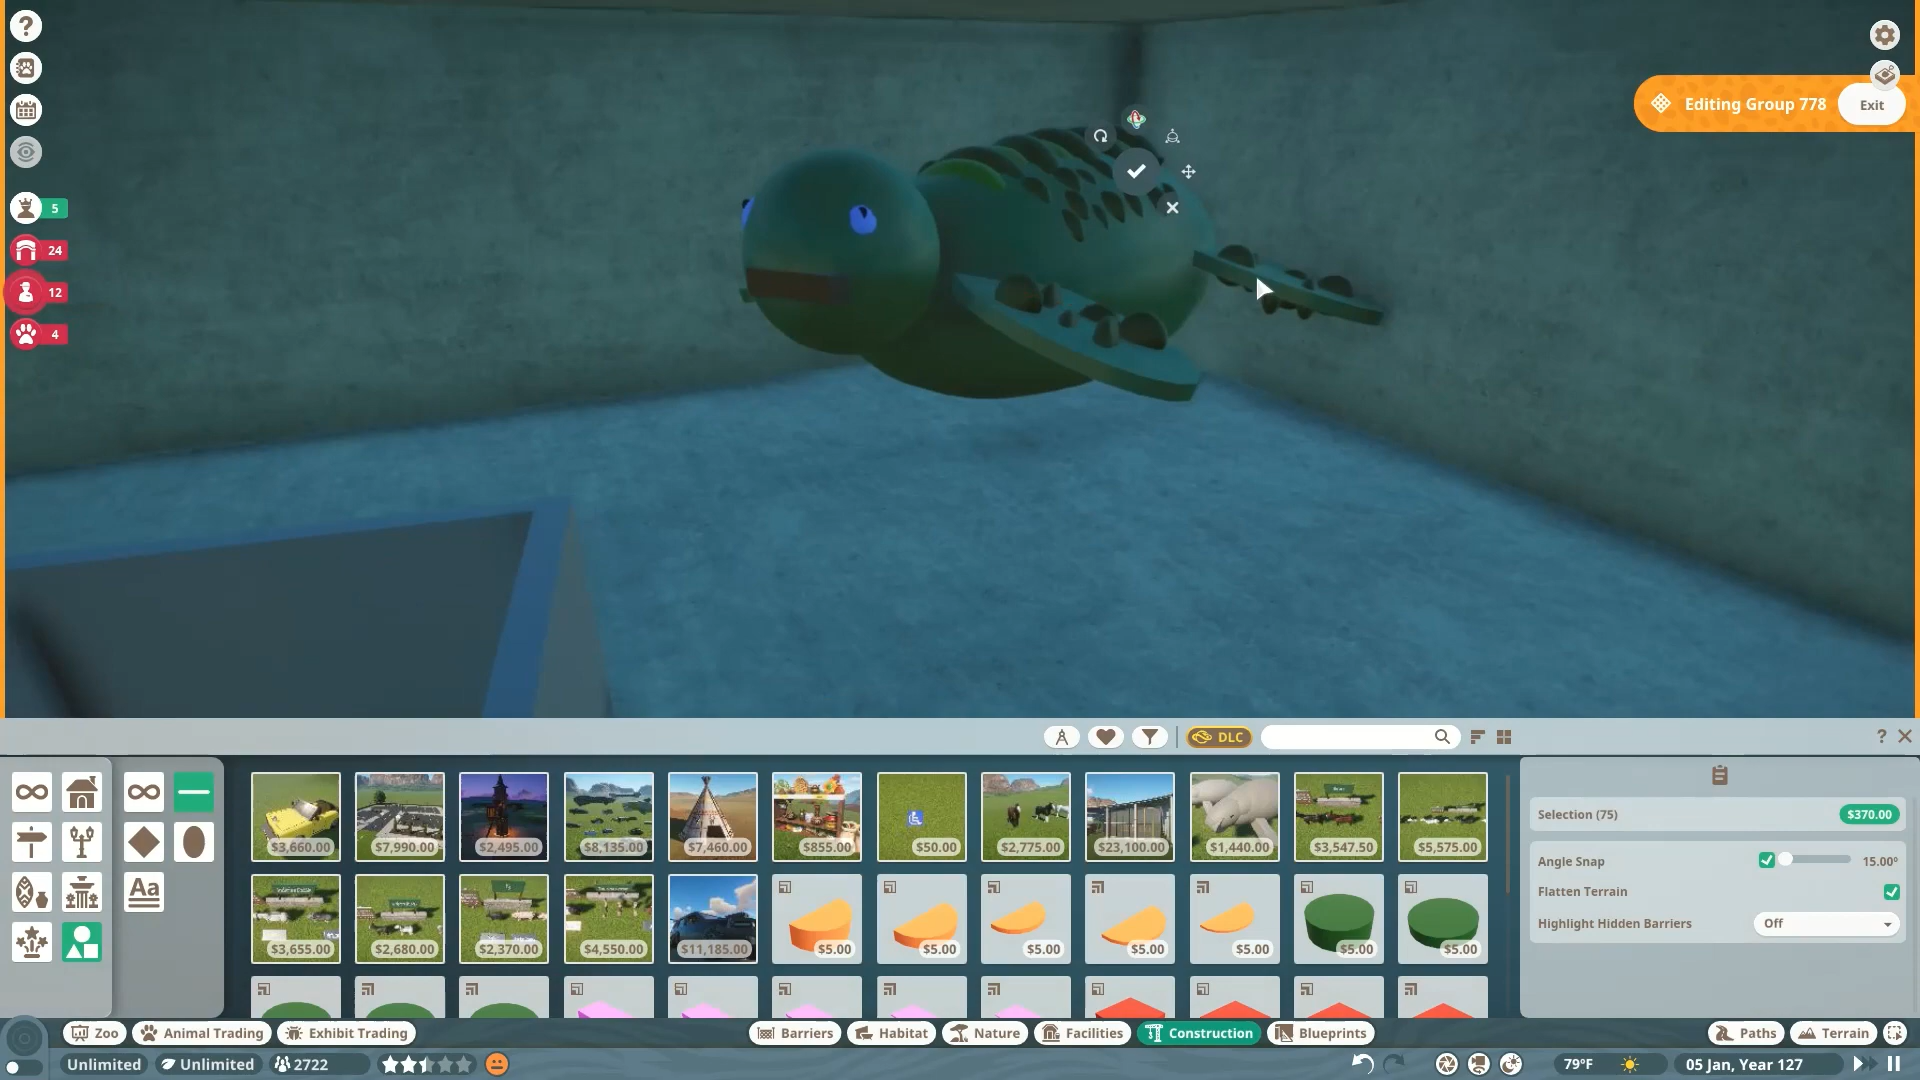 ?
Editing Group 778
Exit
5
24
12
4
DLC
?
$3,660.00
$7,990.00
$2,495.00
$8,135.00
$7,460.00
$855.00
$50.00
$2,775.00
$23,100.00
$1,440.00
$3,547.50
$5,575.00
$3,655.00
$2,680.00
$2,370.00
$4,550.00
$11,185.00
$5.00
$5.00
$5.00
$5.00
$5.00
$5.00
$5.00
Aa
Selection (75)
$370.00
Angle Snap
15.00°
Flatten Terrain
Highlight Hidden Barriers
Off
Zoo
Animal Trading
Exhibit Trading
Barriers
Habitat
Nature
Facilities
Construction
Blueprints
Paths
Terrain
Unlimited
Unlimited
2722
79°F
05 Jan, Year 127